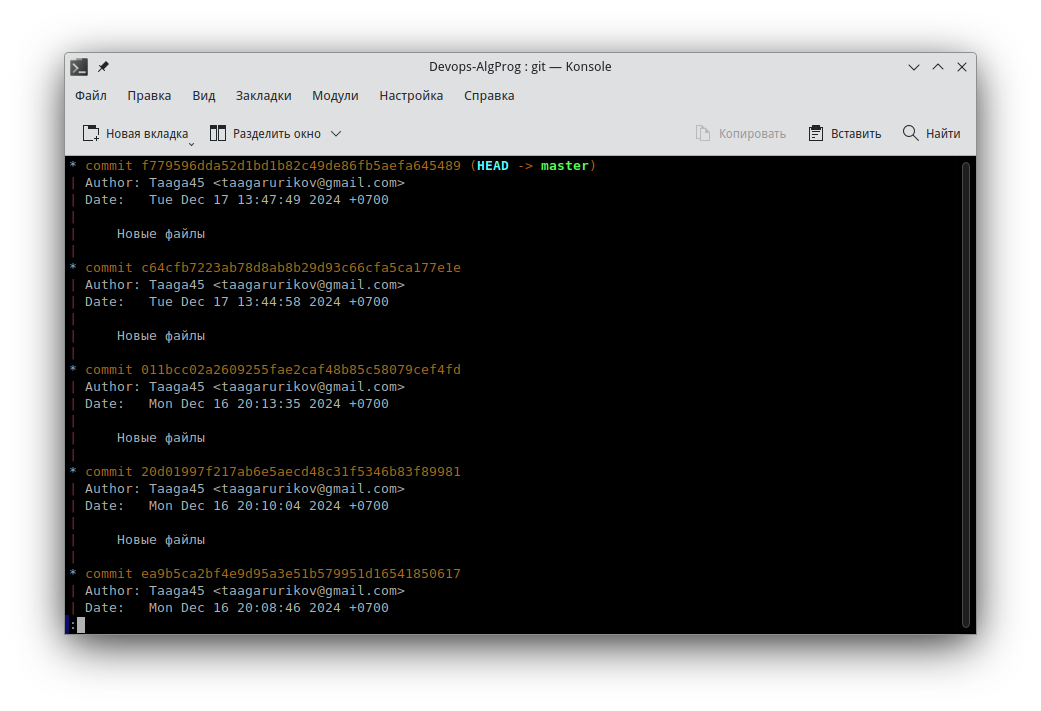 Devops-AlgProg : git — Konsole
Файл Правка Вид Закладки Модули Настройка Справка
Новая вкладка Разделить окно Копировать Вставить Найти
* commit f779596dda52d1bd1b82c49de86fb5aefa645489 (HEAD -> master)
| Author: Taaga45 <taagarurikov@gmail.com>
| Date:   Tue Dec 17 13:47:49 2024 +0700
|
|     Новые файлы
|
* commit c64cfb7223ab78d8ab8b29d93c66cfa5ca177e1e
| Author: Taaga45 <taagarurikov@gmail.com>
| Date:   Tue Dec 17 13:44:58 2024 +0700
|
|     Новые файлы
|
* commit 011bcc02a2609255fae2caf48b85c58079cef4fd
| Author: Taaga45 <taagarurikov@gmail.com>
| Date:   Mon Dec 16 20:13:35 2024 +0700
|
|     Новые файлы
|
* commit 20d01997f217ab6e5aecd48c31f5346b83f89981
| Author: Taaga45 <taagarurikov@gmail.com>
| Date:   Mon Dec 16 20:10:04 2024 +0700
|
|     Новые файлы
|
* commit ea9b5ca2bf4e9d95a3e51b579951d16541850617
| Author: Taaga45 <taagarurikov@gmail.com>
| Date:   Mon Dec 16 20:08:46 2024 +0700
: